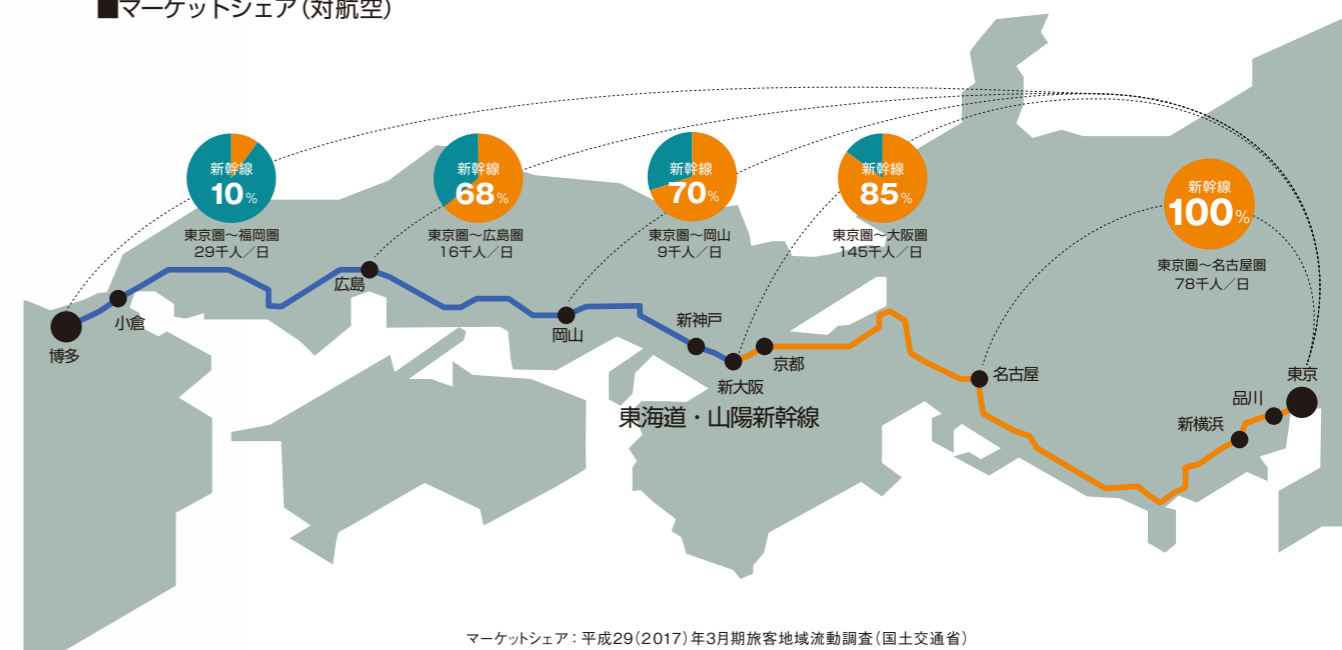 ■マーケットシェア（対航空）
新幹線
10%
東京圏～福岡圏
29千人／日
新幹線
68%
東京圏～広島圏
16千人／日
新幹線
70%
東京圏～岡山
9千人／日
新幹線
85%
東京圏～大阪圏
145千人／日
新幹線
100%
東京圏～名古屋圏
78千人／日
博多
小倉
広島
岡山
新神戸
新大阪
京都
名古屋
新横浜
品川
東京
東海道・山陽新幹線
マーケットシェア：平成29（2017）年3月期旅客地域流動調査（国土交通省）